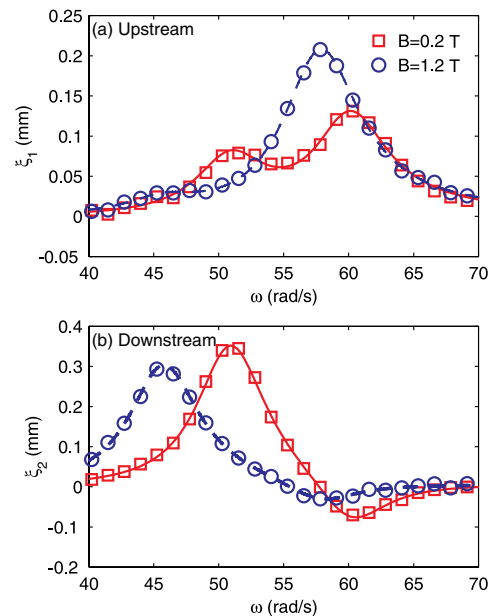 (a) Upstream
B=0.2 T
B=1.2 T
ξ₁ (mm)
0.25
0.2
0.15
0.1
0.05
0
-0.05
40 45 50 55 60 65 70
ω (rad/s)
(b) Downstream
ξ₂ (mm)
0.4
0.3
0.2
0.1
0
-0.1
-0.2
40 45 50 55 60 65 70
ω (rad/s)